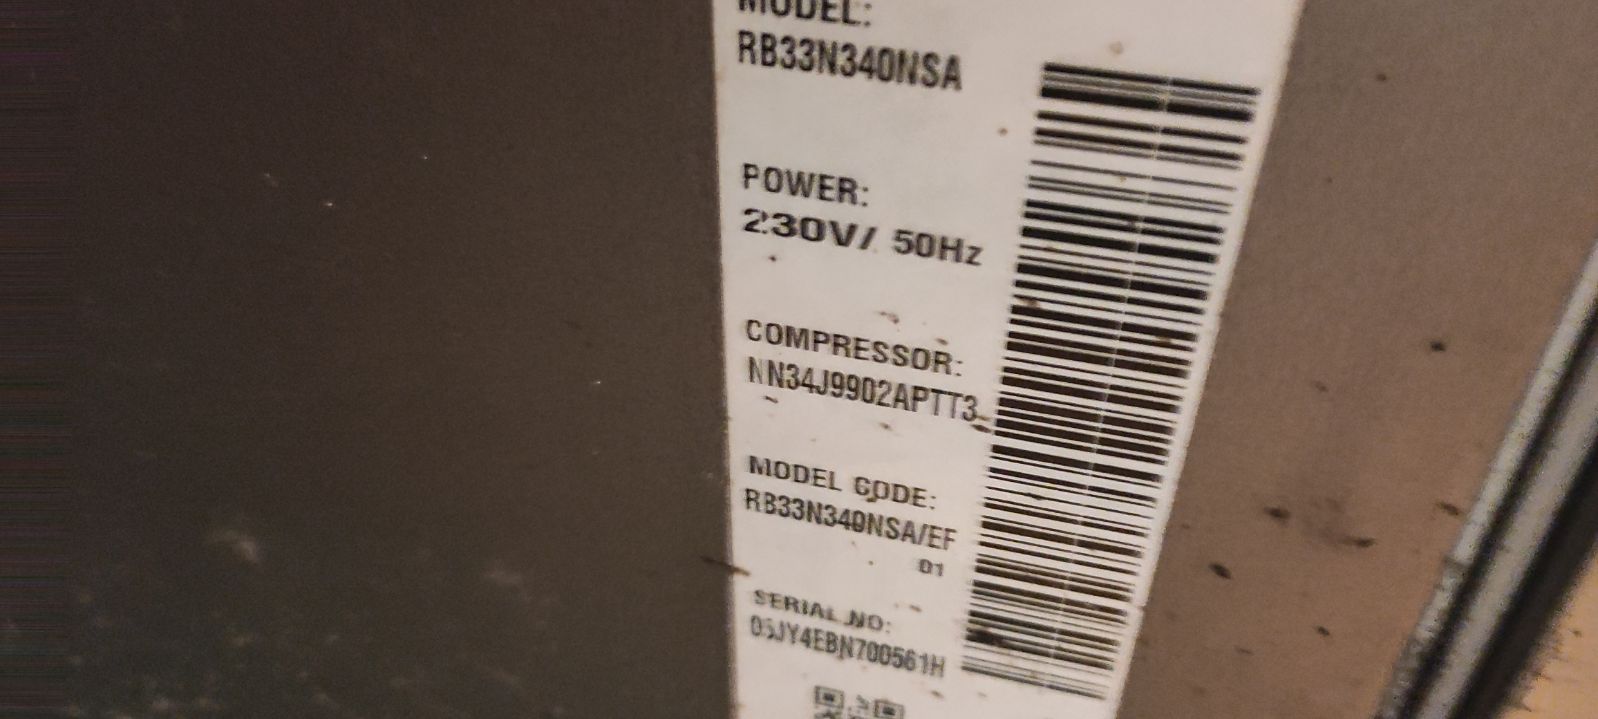 MODEL:
RB33N340NSA
POWER:
230V/ 50Hz
COMPRESSOR:
NN34J9902APTT3
MODEL CODE:
RB33N340NSA/EF
01
SERIAL NO:
05JY4EBN700561H